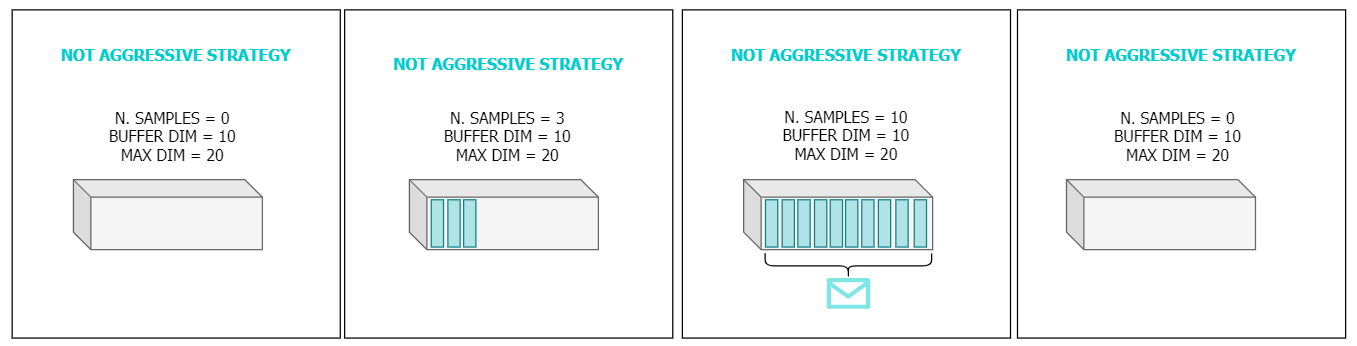 NOT AGGRESSIVE STRATEGY
N. SAMPLES = 0
BUFFER DIM = 10
MAX DIM = 20
NOT AGGRESSIVE STRATEGY
N. SAMPLES = 3
BUFFER DIM = 10
MAX DIM = 20
NOT AGGRESSIVE STRATEGY
N. SAMPLES = 10
BUFFER DIM = 10
MAX DIM = 20
NOT AGGRESSIVE STRATEGY
N. SAMPLES = 0
BUFFER DIM = 10
MAX DIM = 20